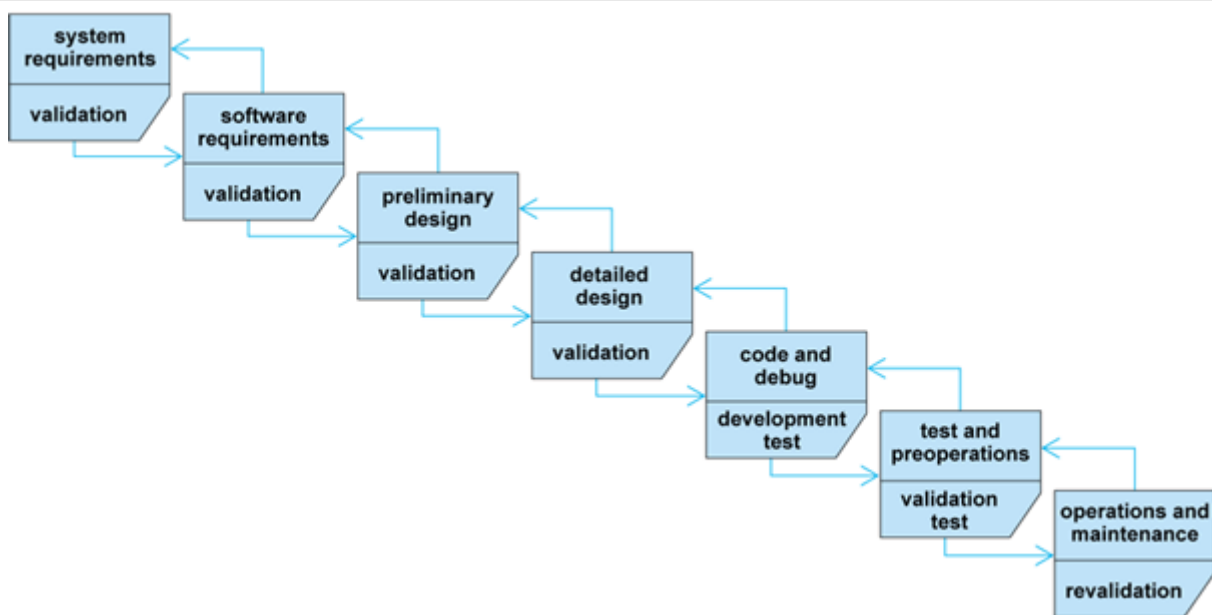 system
requirements
validation
software
requirements
validation
preliminary
design
validation
detailed
design
validation
code and
debug
development
test
test and
preoperations
validation
test
operations and
maintenance
revalidation